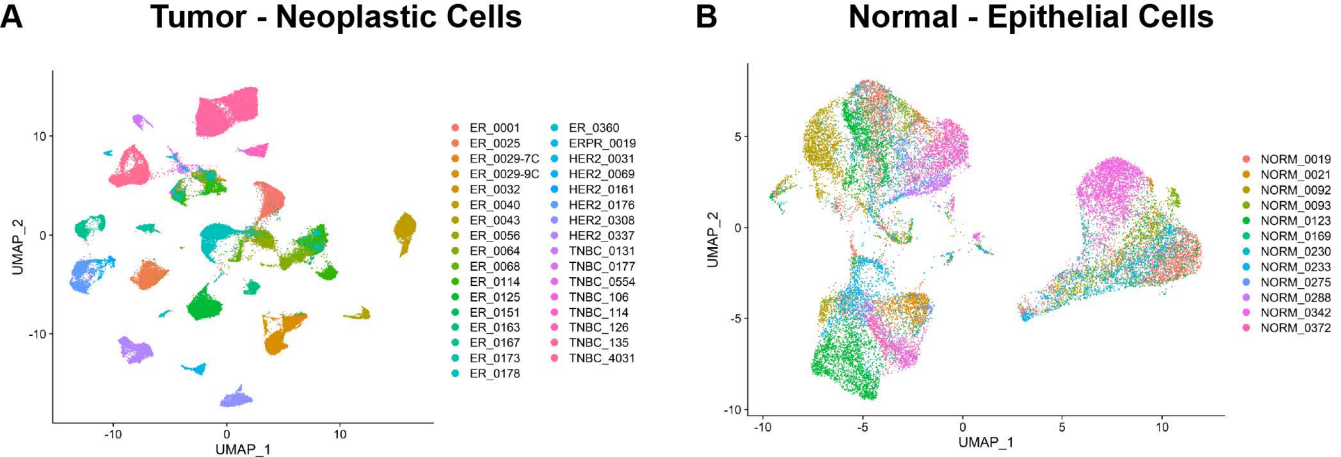 A
Tumor - Neoplastic Cells
10
0
-10
UMAP_2
-10
0
10
UMAP_1
ER_0001
ER_0025
ER_0029-7C
ER_0029-9C
ER_0032
ER_0040
ER_0043
ER_0056
ER_0064
ER_0068
ER_0114
ER_0125
ER_0151
ER_0163
ER_0167
ER_0173
ER_0178
ER_0360
ERPR_0019
HER2_0031
HER2_0069
HER2_0161
HER2_0176
HER2_0308
HER2_0337
TNBC_0131
TNBC_0177
TNBC_0554
TNBC_106
TNBC_114
TNBC_126
TNBC_135
TNBC_4031
B
Normal - Epithelial Cells
5
0
-5
-10
UMAP_2
-10
-5
0
5
10
UMAP_1
NORM_0019
NORM_0021
NORM_0092
NORM_0093
NORM_0123
NORM_0169
NORM_0230
NORM_0233
NORM_0275
NORM_0288
NORM_0342
NORM_0372